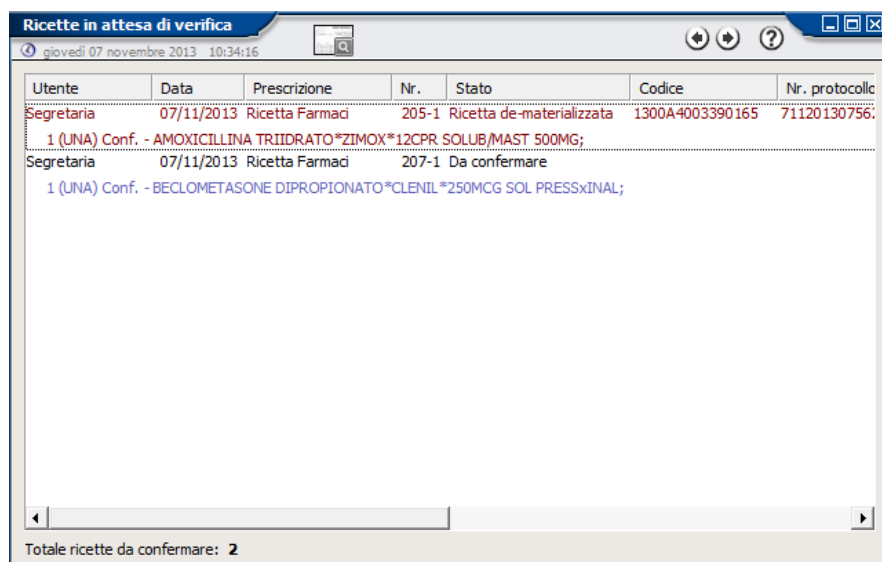 Ricette in attesa di verifica
giovedì 07 novembre 2013 10:34:16
Utente Data Prescrizione Nr. Stato Codice Nr. protocollo
Segretaria 07/11/2013 Ricetta Farmaci 205-1 Ricetta de-materializzata 1300A4003390165 71120130756
1 (UNA) Conf. - AMOXICILLINA TRIIDRATO*ZIMOX*12CPR SOLUB/MAST 500MG;
Segretaria 07/11/2013 Ricetta Farmaci 207-1 Da confermare
1 (UNA) Conf. - BECLOMETASONE DIPROPIONATO*CLENIL*250MCG SOL PRESSxINAL;
Totale ricette da confermare: 2